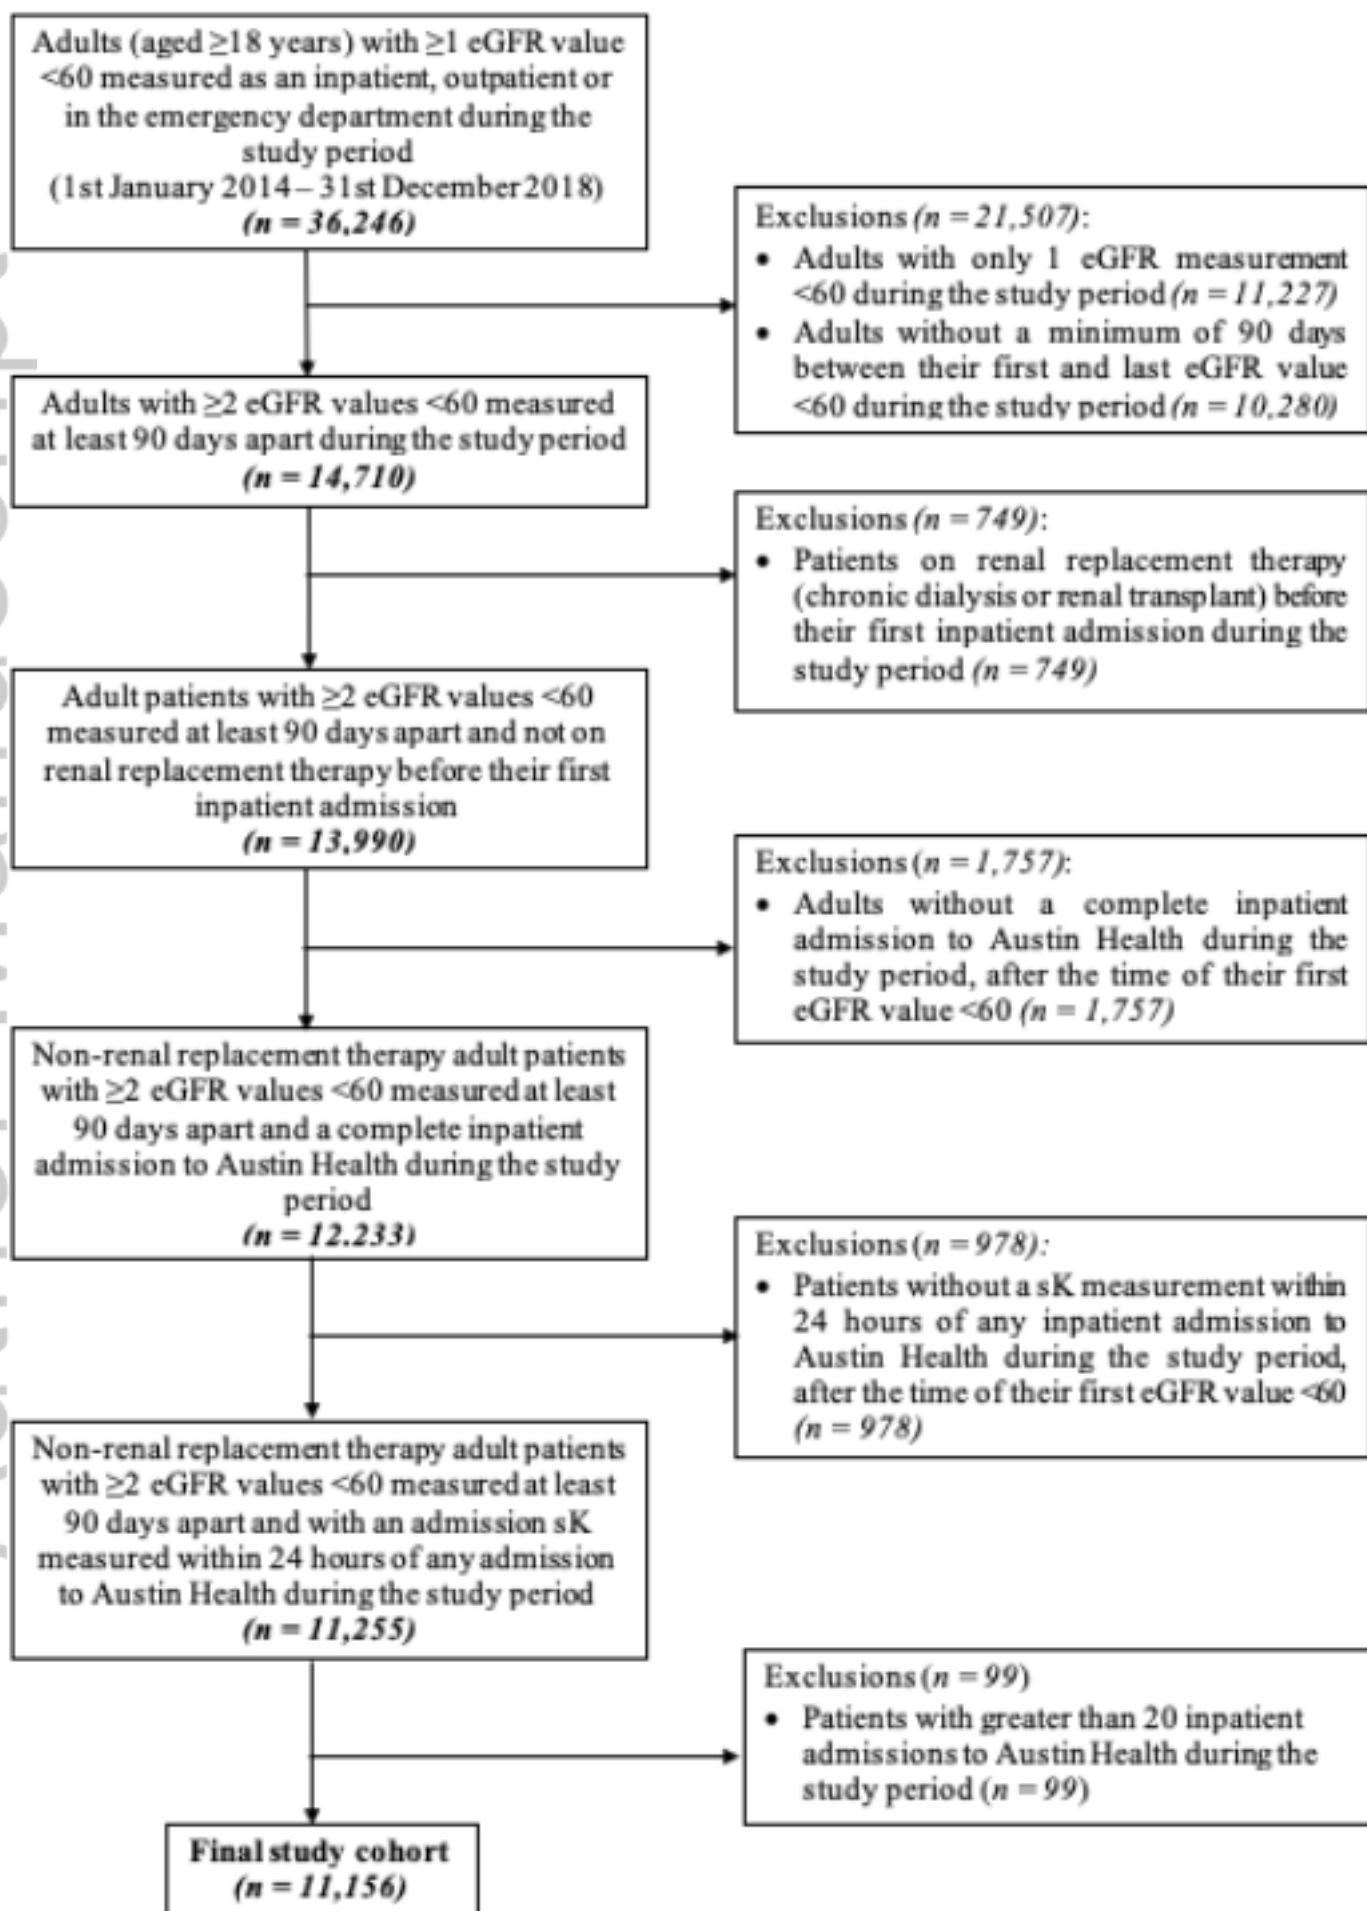 Adults (aged ≥18 years) with ≥1 eGFR value
<60 measured as an inpatient, outpatient or
in the emergency department during the
study period
(1st January 2014 – 31st December 2018)
(n = 36,246)
Exclusions (n = 21,507):
• Adults with only 1 eGFR measurement
<60 during the study period (n = 11,227)
• Adults without a minimum of 90 days
between their first and last eGFR value
<60 during the study period (n = 10,280)
Adults with ≥2 eGFR values <60 measured
at least 90 days apart during the study period
(n = 14,710)
Exclusions (n = 749):
• Patients on renal replacement therapy
(chronic dialysis or renal transplant) before
their first inpatient admission during the
study period (n = 749)
Adult patients with ≥2 eGFR values <60
measured at least 90 days apart and not on
renal replacement therapy before their first
inpatient admission
(n = 13,990)
Exclusions (n = 1,757):
• Adults without a complete inpatient
admission to Austin Health during the
study period, after the time of their first
eGFR value <60 (n = 1,757)
Non-renal replacement therapy adult patients
with ≥2 eGFR values <60 measured at least
90 days apart and a complete inpatient
admission to Austin Health during the study
period
(n = 12.233)
Exclusions (n = 978):
• Patients without a sK measurement within
24 hours of any inpatient admission to
Austin Health during the study period,
after the time of their first eGFR value <60
(n = 978)
Non-renal replacement therapy adult patients
with ≥2 eGFR values <60 measured at least
90 days apart and with an admission sK
measured within 24 hours of any admission
to Austin Health during the study period
(n = 11,255)
Exclusions (n = 99)
• Patients with greater than 20 inpatient
admissions to Austin Health during the
study period (n = 99)
Final study cohort
(n = 11,156)